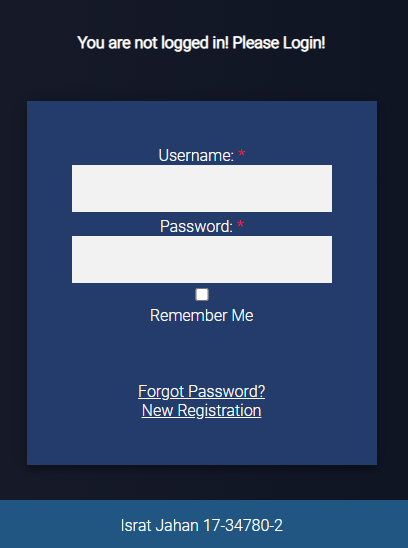 You are not logged in! Please Login!
Username: *
Password: *
Remember Me
Forgot Password?
New Registration
Israt Jahan 17-34780-2